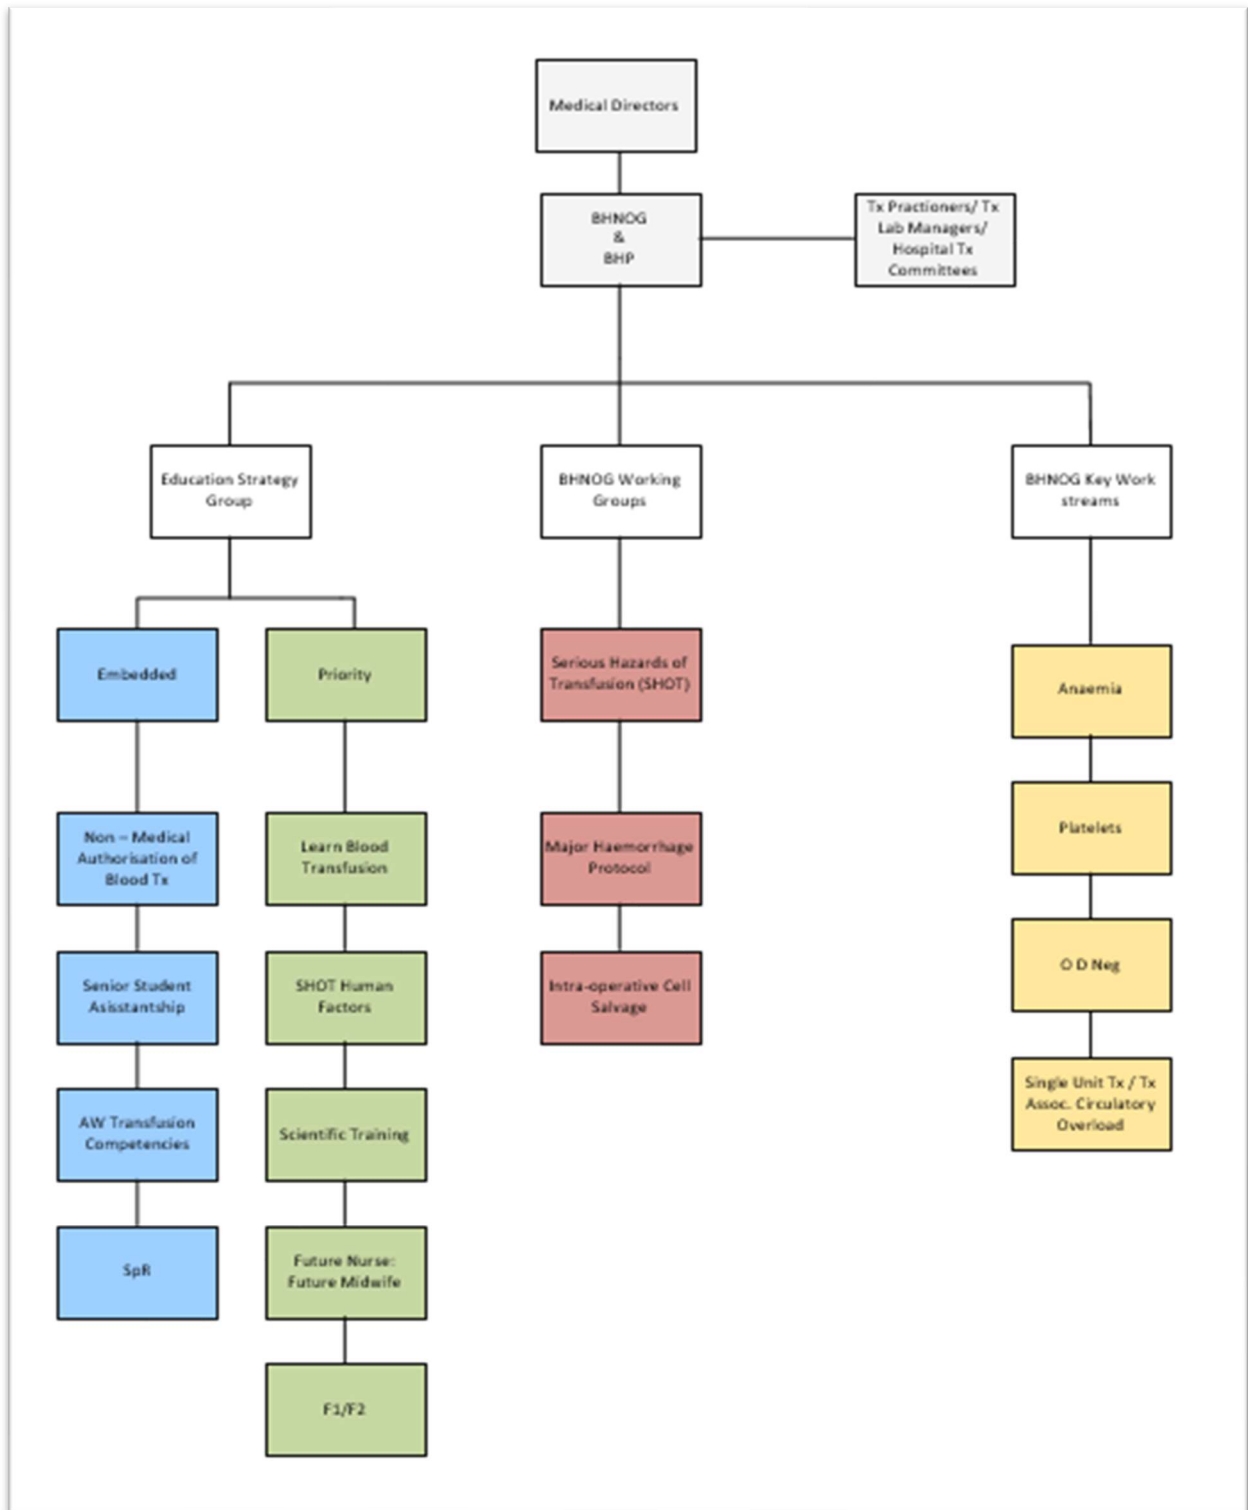 Medical Directors
BHNOG
&
BHP
Tx Practioners/ Tx
Lab Managers/
Hospital Tx
Committees
Education Strategy
Group
BHNOG Working
Groups
BHNOG Key Work
streams
Embedded
Priority
Serious Hazards of
Transfusion (SHOT)
Anaemia
Non – Medical
Authorisation of
Blood Tx
Learn Blood
Transfusion
Major Haemorrhage
Protocol
Platelets
Senior Student
Asisstantship
SHOT Human
Factors
Intra-operative Cell
Salvage
O D Neg
AW Transfusion
Competencies
Scientific Training
Single Unit Tx / Tx
Assoc. Circulatory
Overload
SpR
Future Nurse:
Future Midwife
F1/F2